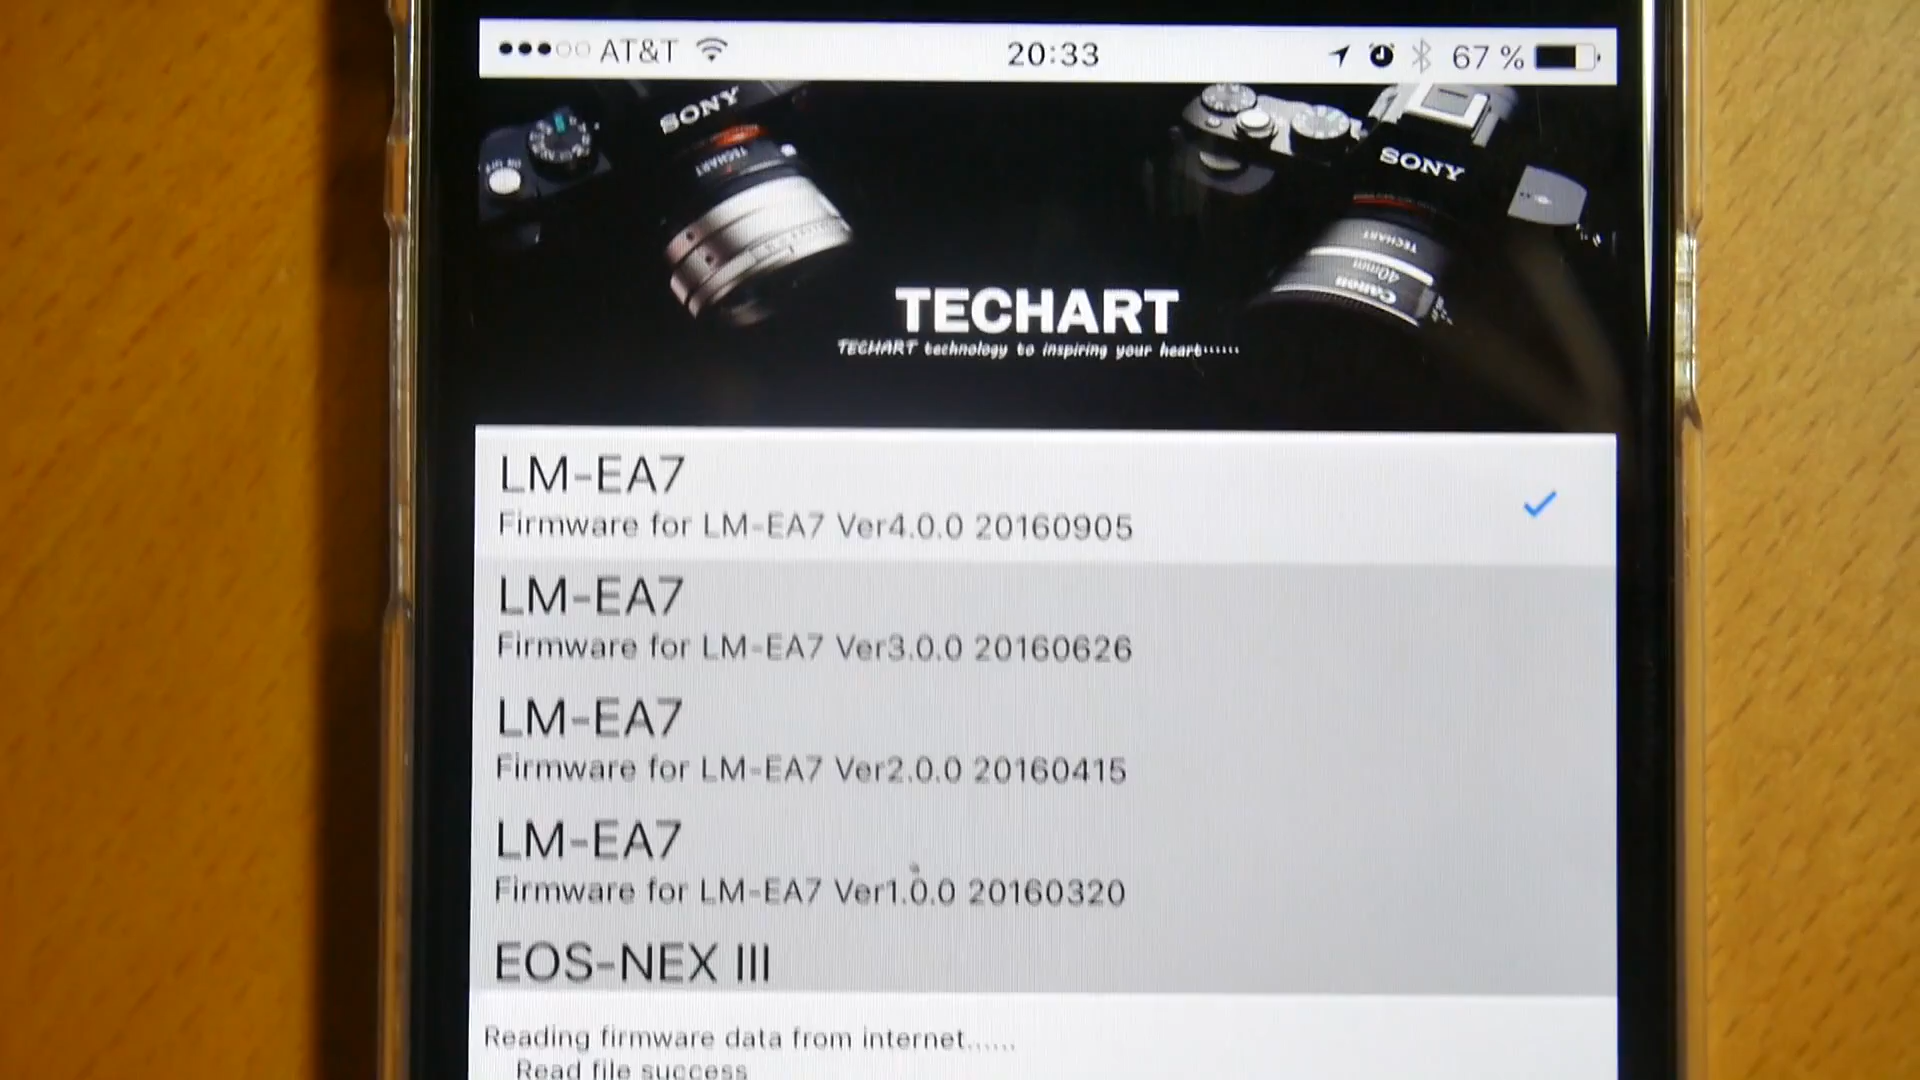 AT&T 20:33 67 %
SONY
SONY
TECHART
TECHART
40mm
Canon
TECHART
TECHART technology to inspiring your heart......
LM-EA7
Firmware for LM-EA7 Ver4.0.0 20160905
LM-EA7
Firmware for LM-EA7 Ver3.0.0 20160626
LM-EA7
Firmware for LM-EA7 Ver2.0.0 20160415
LM-EA7
Firmware for LM-EA7 Ver1.0.0 20160320
EOS-NEX III
Reading firmware data from internet......
Read file success